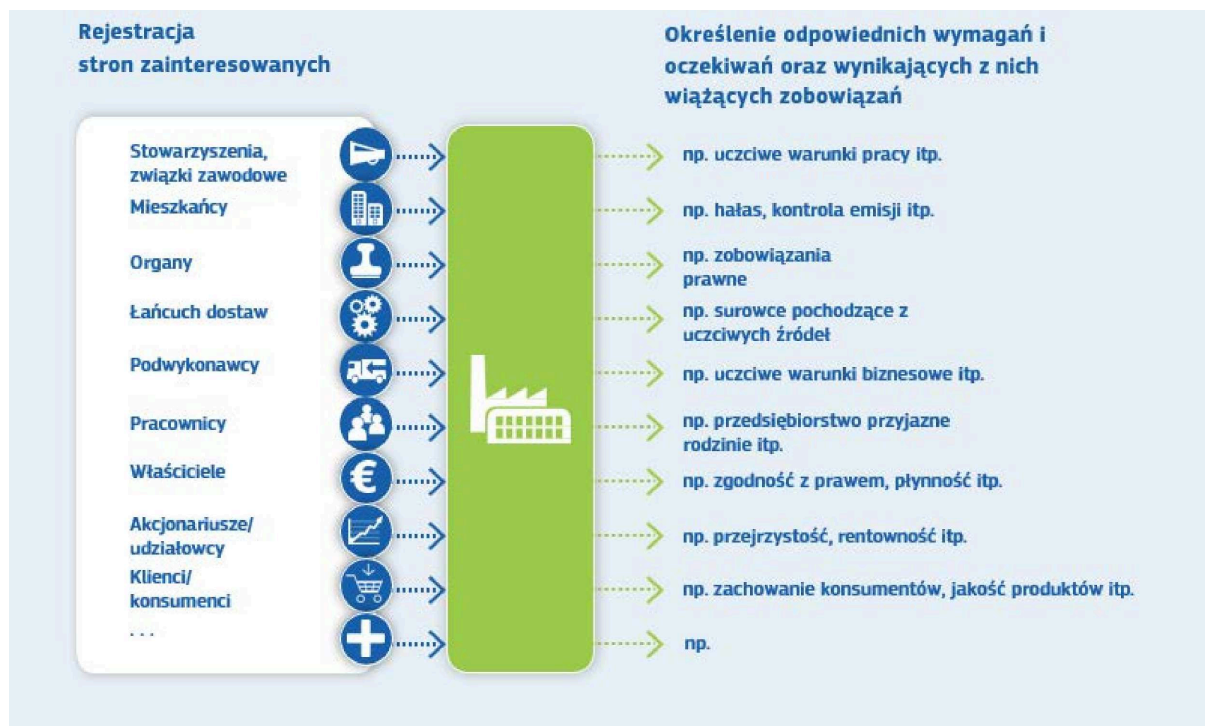 Rejestracja
stron zainteresowanych
Określenie odpowiednich wymagań i
oczekiwań oraz wynikających z nich
wiążących zobowiązań
Stowarzyszenia,
związki zawodowe
np. uczciwe warunki pracy itp.
Mieszkańcy
np. hałas, kontrola emisji itp.
Organy
np. zobowiązania
prawne
Łańcuch dostaw
np. surowce pochodzące z
uczciwych źródeł
Podwykonawcy
np. uczciwe warunki biznesowe itp.
Pracownicy
np. przedsiębiorstwo przyjazne
rodzinie itp.
Właściciele
€
np. zgodność z prawem, płynność itp.
Akcjonariusze/
udziałowcy
np. przejrzystość, rentowność itp.
Klienci/
konsumenci
np. zachowanie konsumentów, jakość produktów itp.
. . .
np.